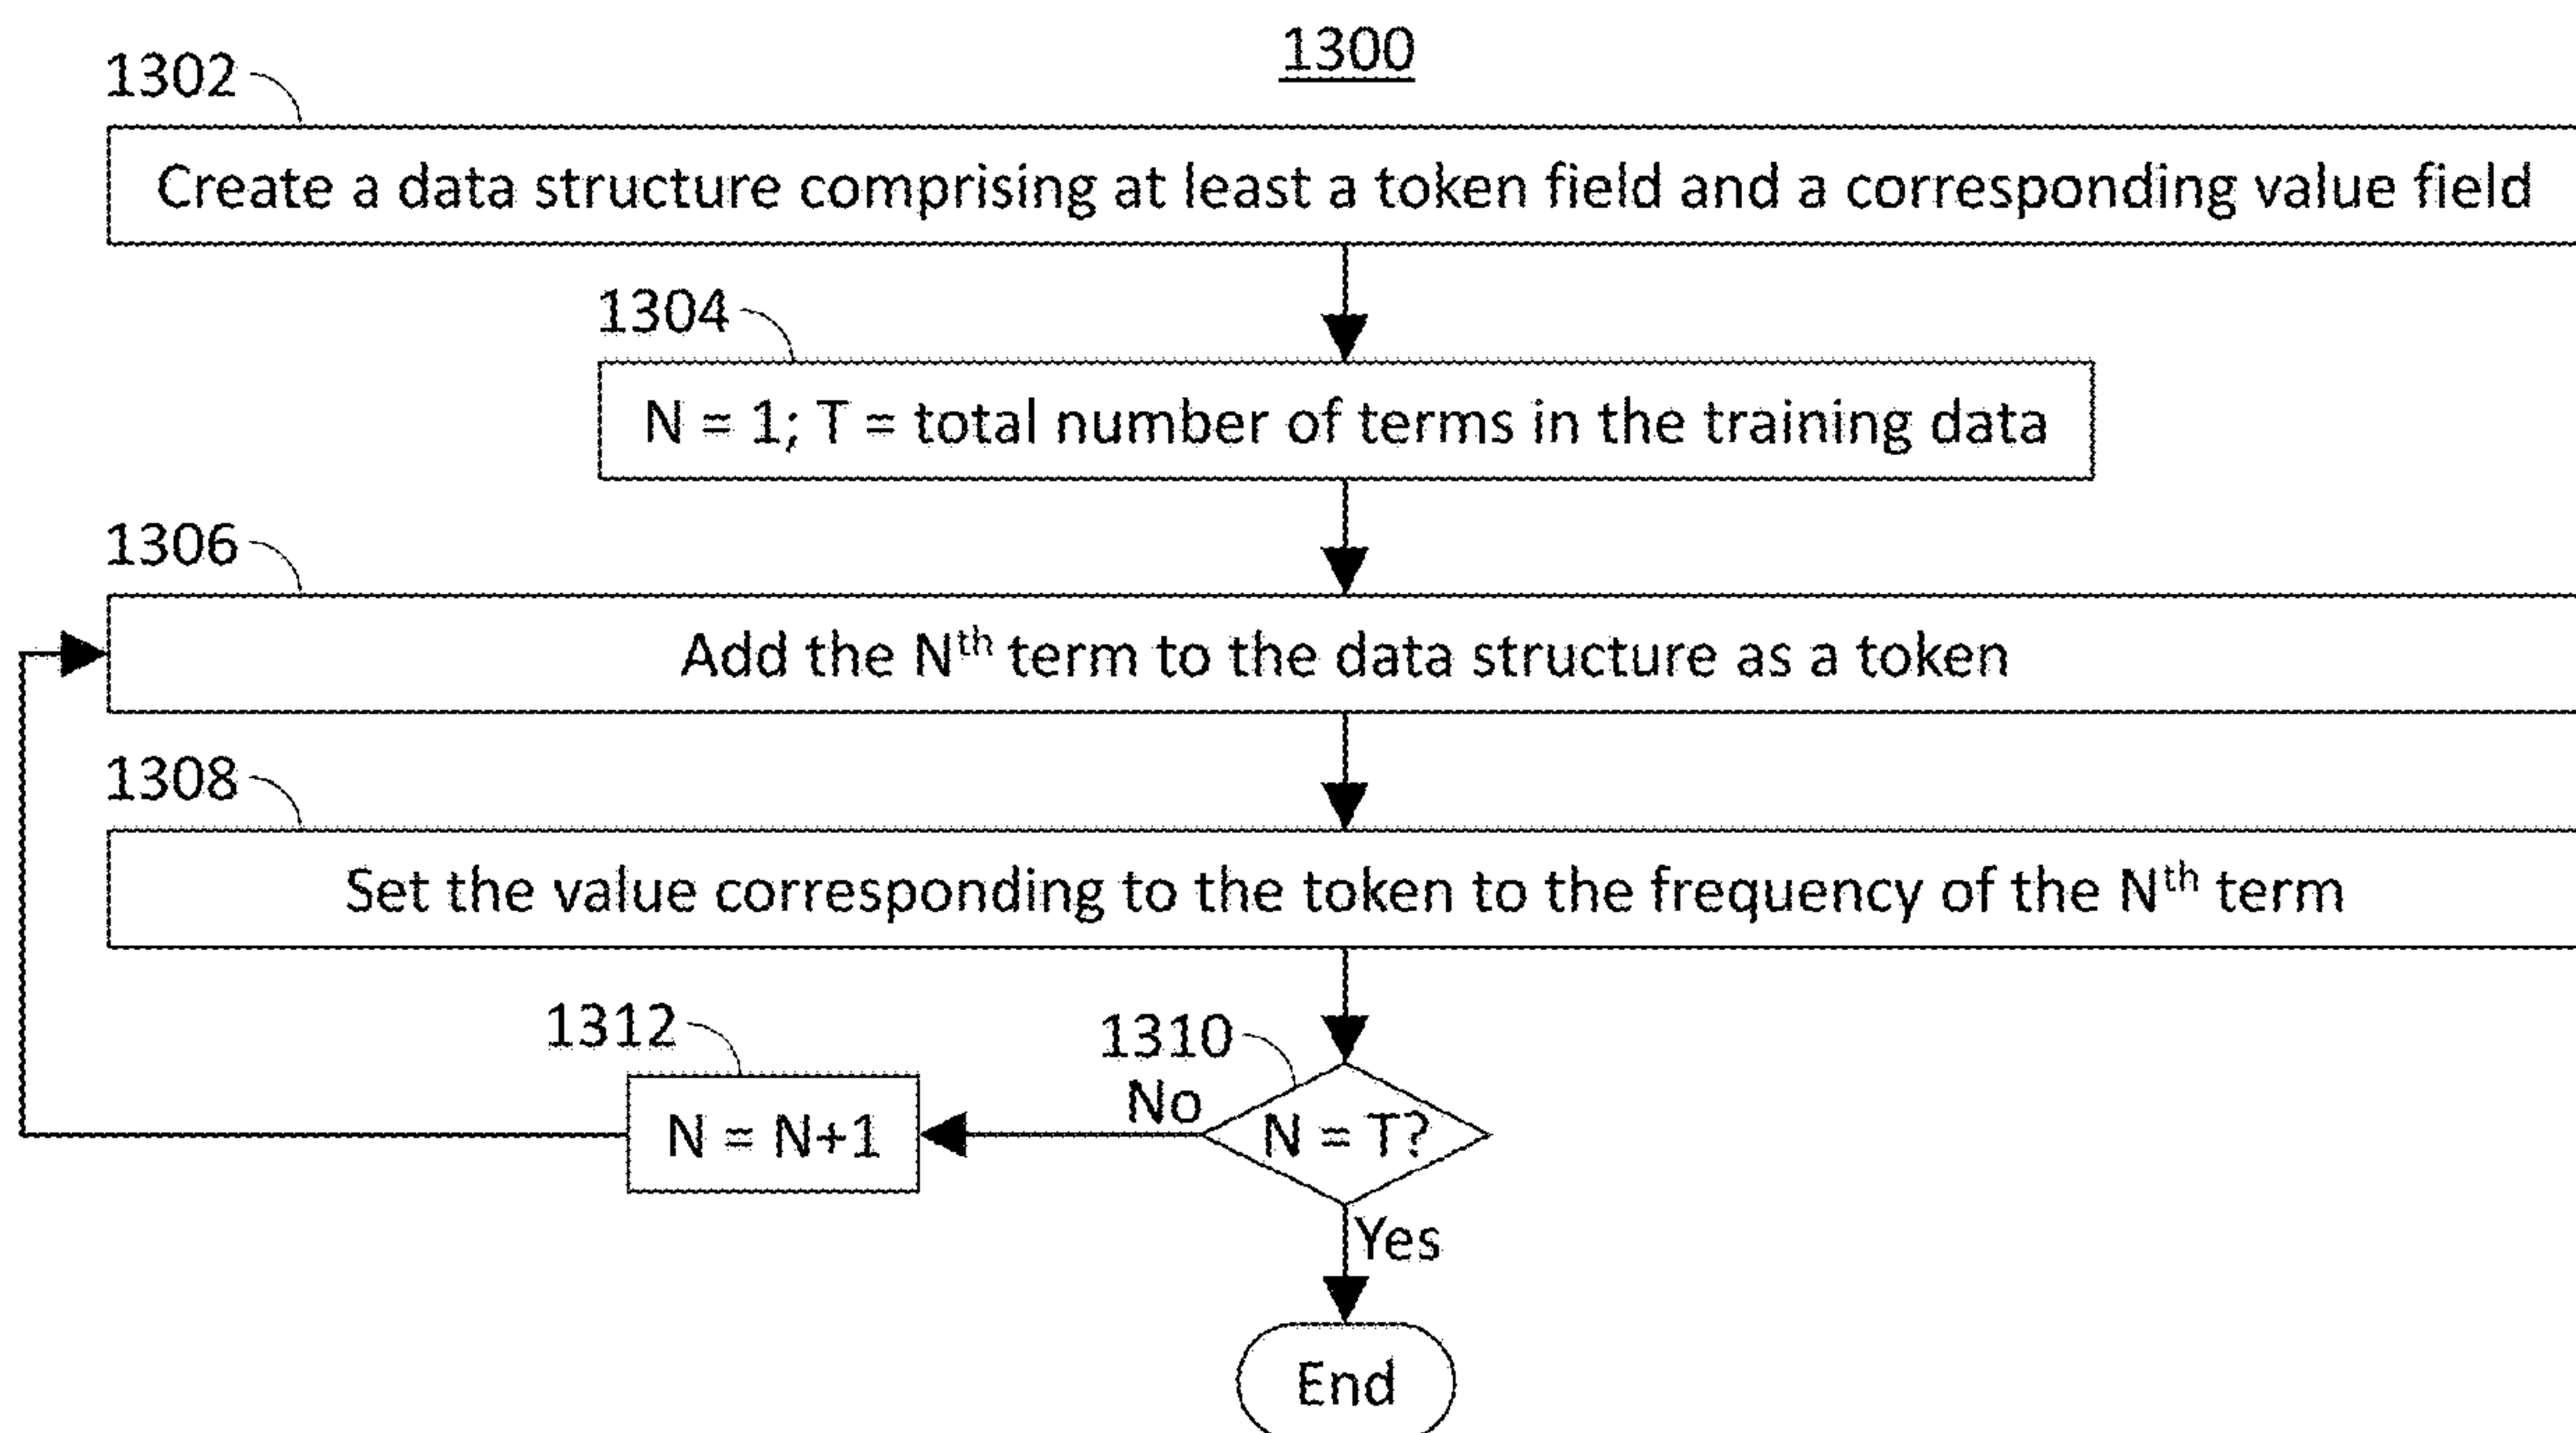 1300
1302
Create a data structure comprising at least a token field and a corresponding value field
1304
N = 1; T = total number of terms in the training data
1306
Add the Nth term to the data structure as a token
1308
Set the value corresponding to the token to the frequency of the Nth term
1312
1310
No
N = N+1
N = T?
Yes
End